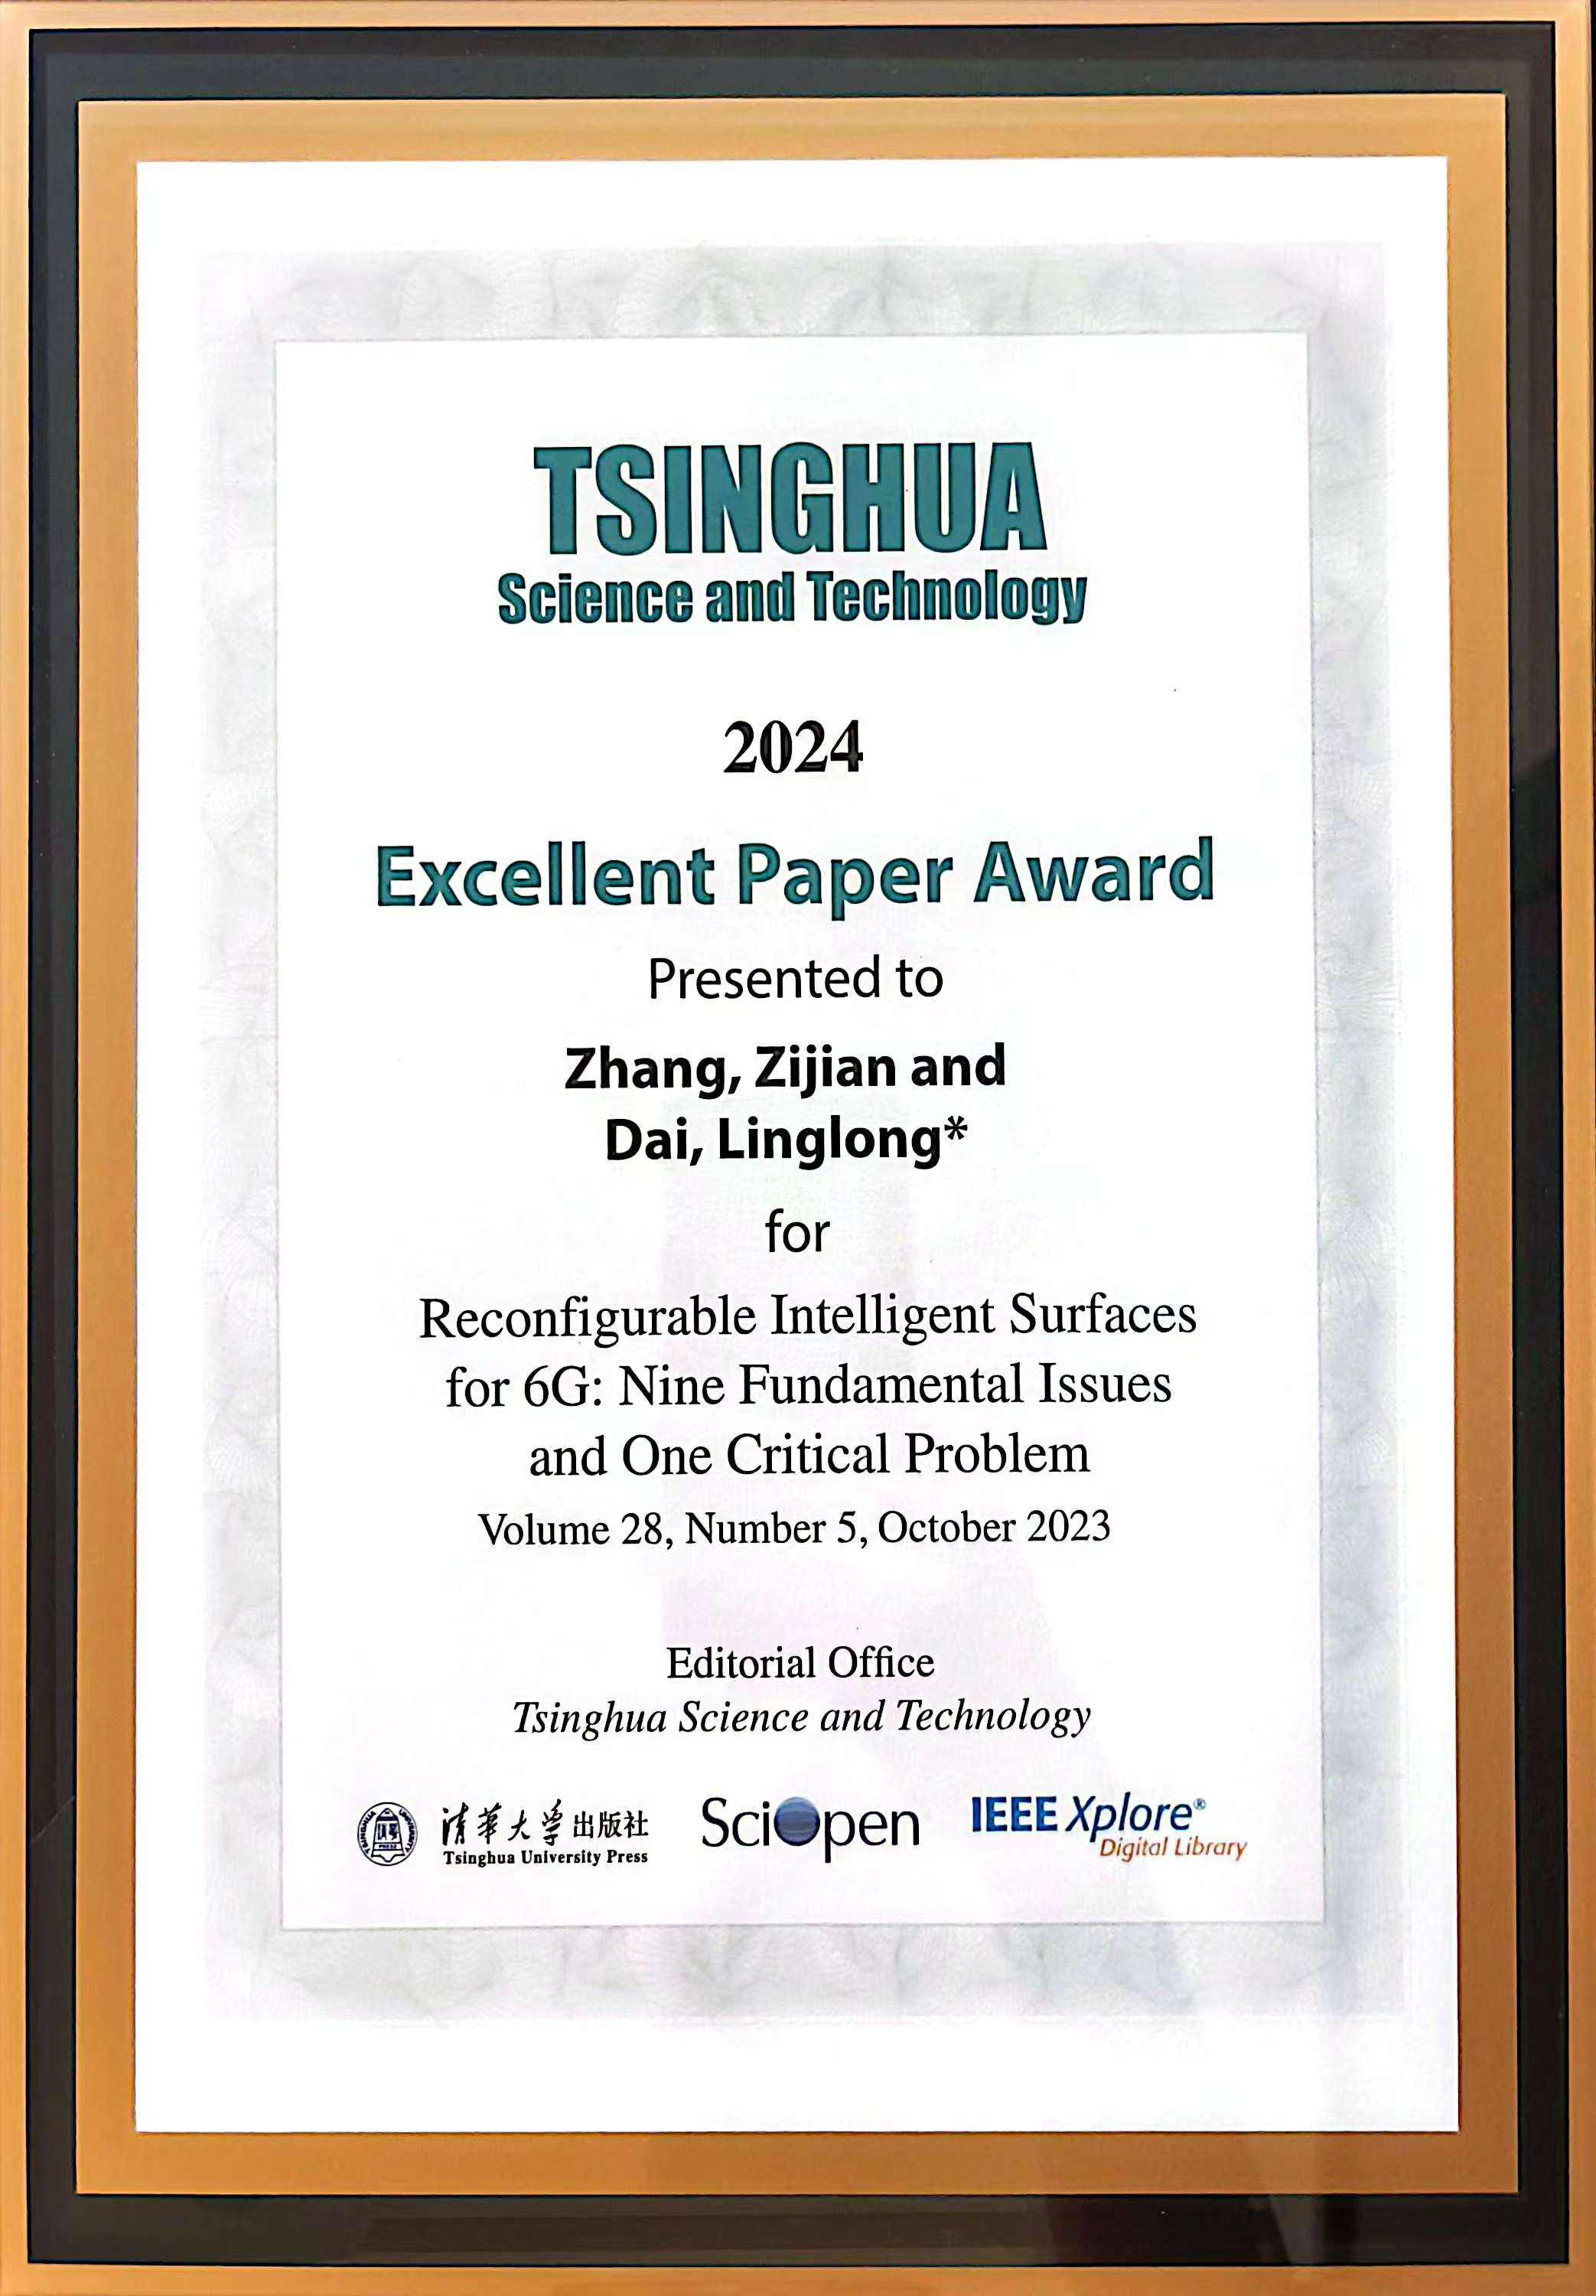 TSINGHUA
Science and Technology
2024
Excellent Paper Award
Presented to
Zhang, Zijian and
Dai, Linglong*
for
Reconfigurable Intelligent Surfaces
for 6G: Nine Fundamental Issues
and One Critical Problem
Volume 28, Number 5, October 2023
Editorial Office
Tsinghua Science and Technology
清華大学出版社
Tsinghua University Press
SciOpen
IEEE Xplore®
Digital Library